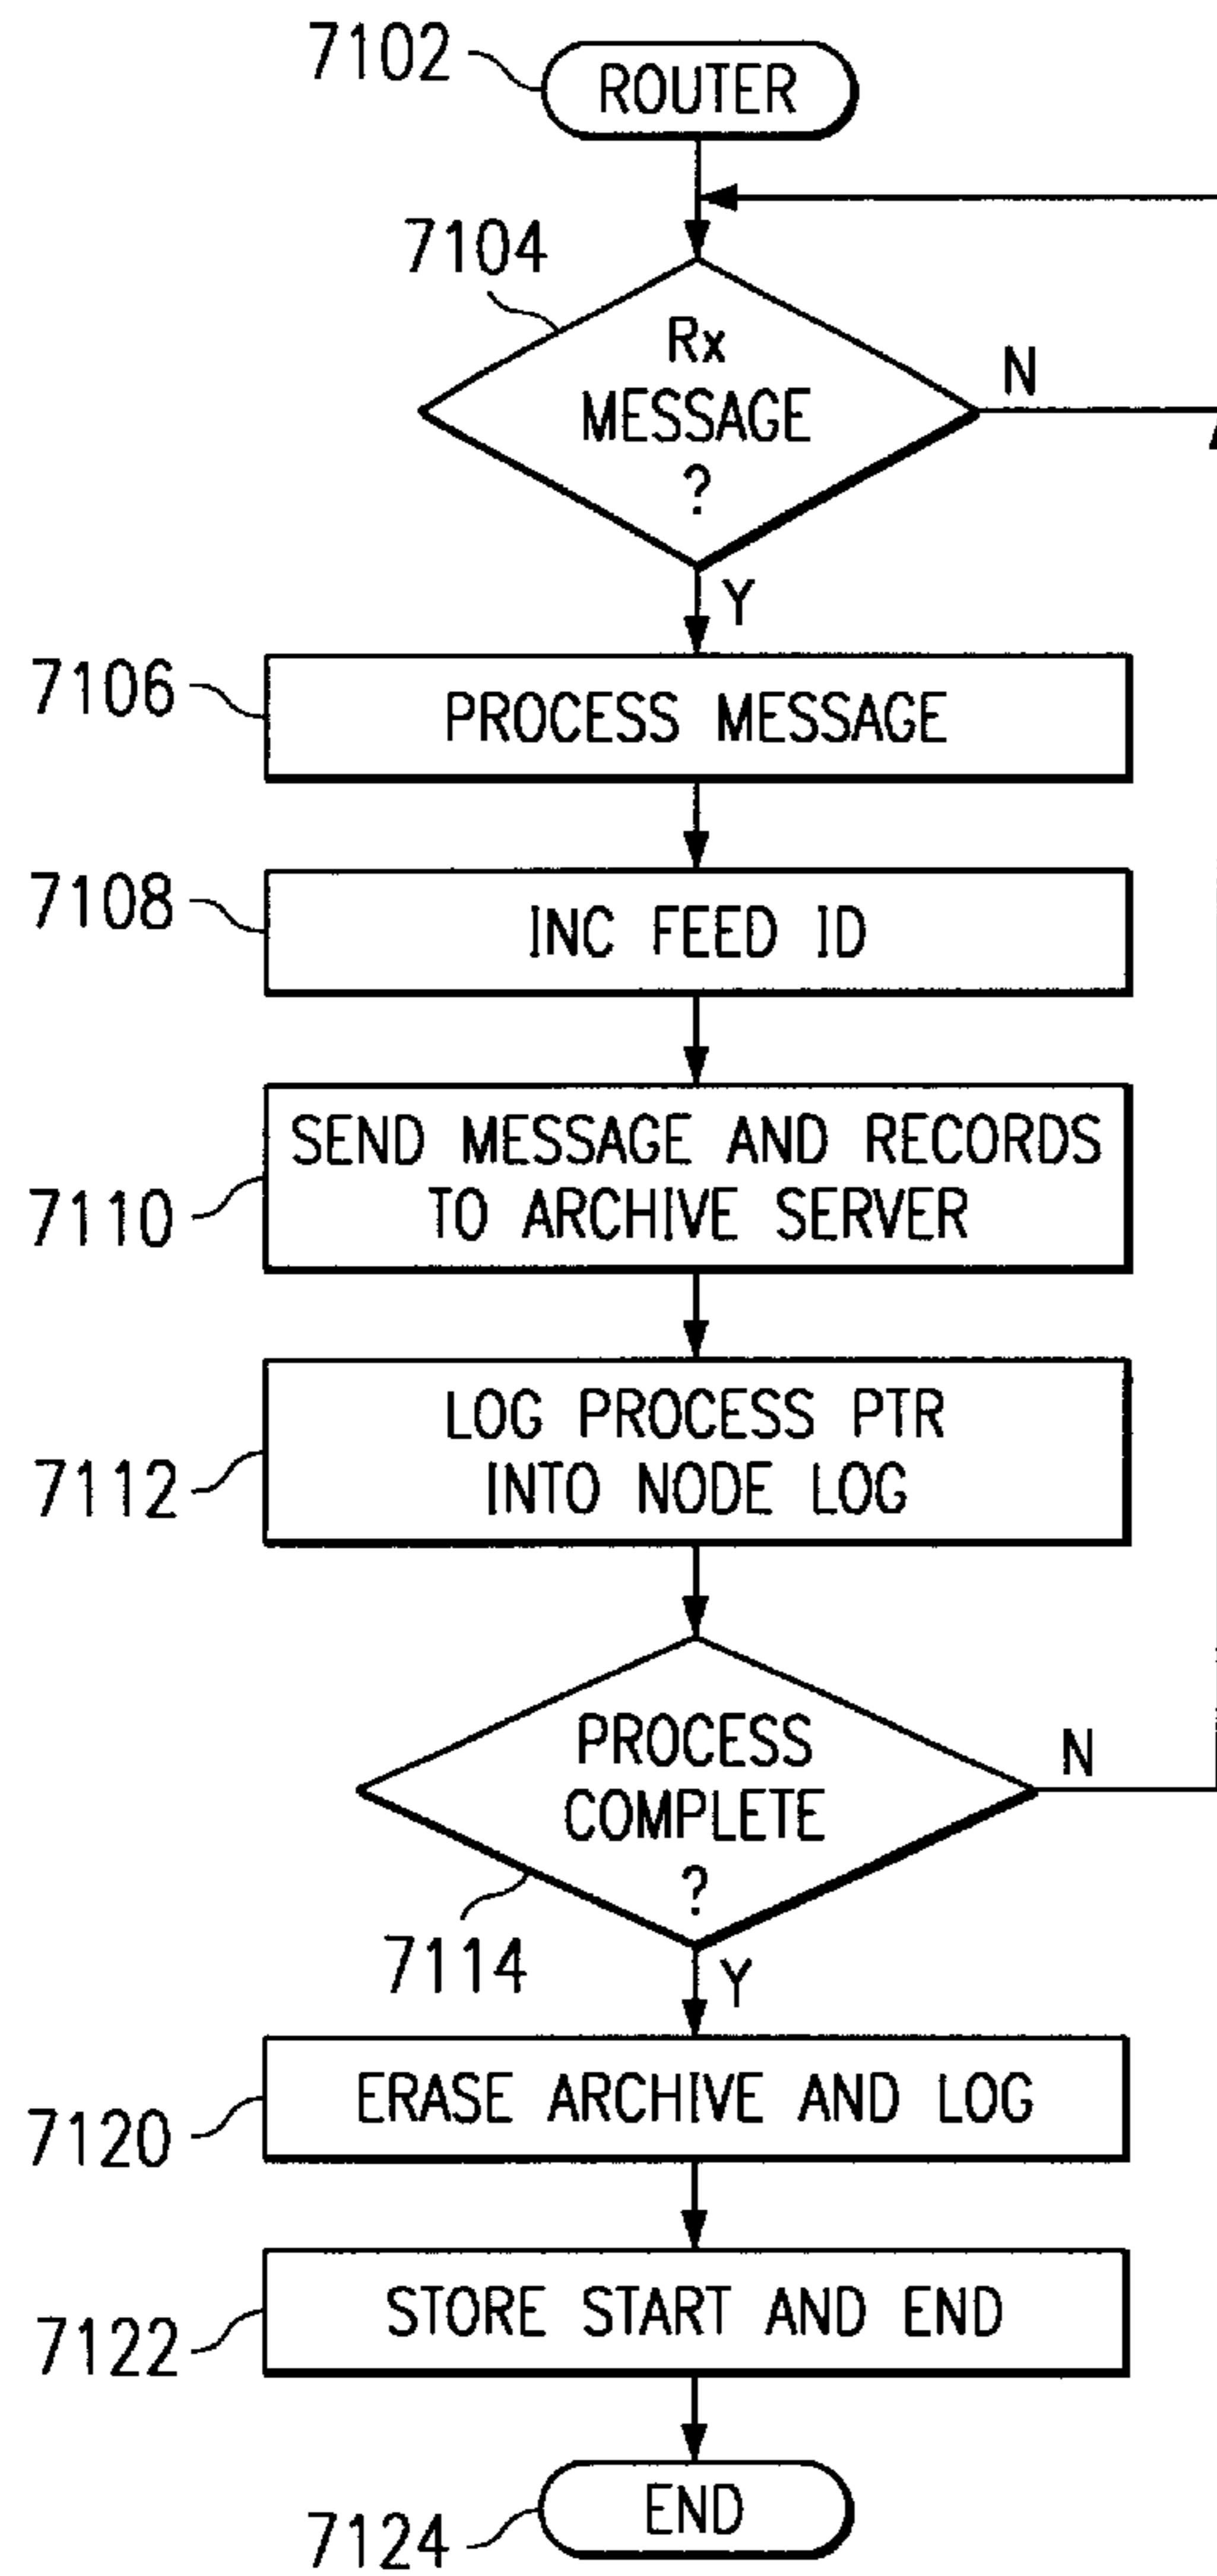 7102
ROUTER
7104
Rx
MESSAGE
?
N
Y
7106
PROCESS MESSAGE
7108
INC FEED ID
7110
SEND MESSAGE AND RECORDS
TO ARCHIVE SERVER
7112
LOG PROCESS PTR
INTO NODE LOG
PROCESS
COMPLETE
?
N
7114
Y
7120
ERASE ARCHIVE AND LOG
7122
STORE START AND END
7124
END